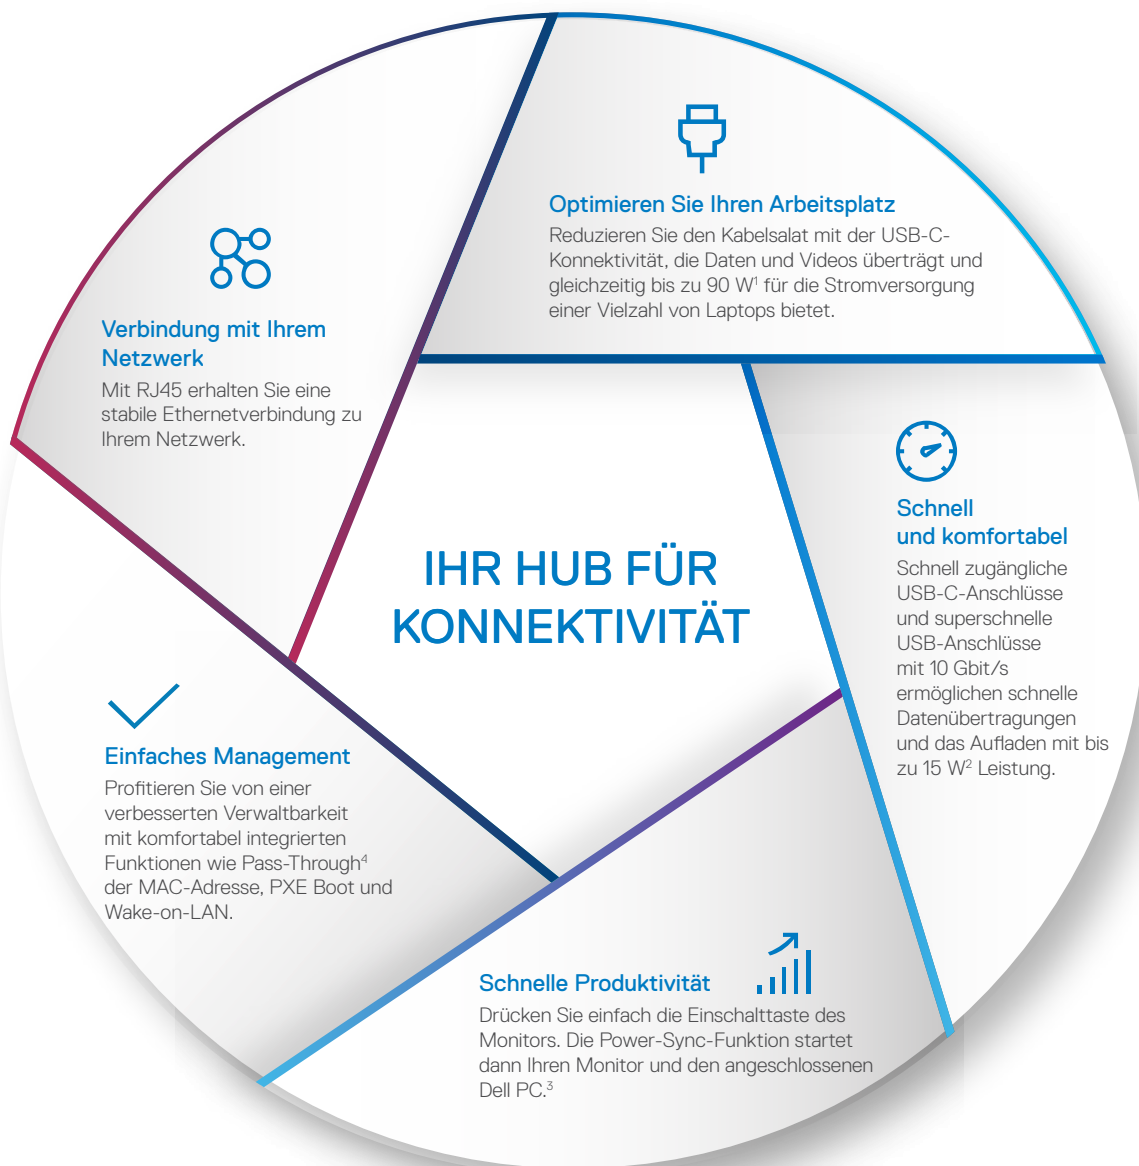 Optimieren Sie Ihren Arbeitsplatz
Reduzieren Sie den Kabelsalat mit der USB-C-
Konnektivität, die Daten und Videos überträgt und
gleichzeitig bis zu 90 W¹ für die Stromversorgung
einer Vielzahl von Laptops bietet.
Verbindung mit Ihrem
Netzwerk
Mit RJ45 erhalten Sie eine
stabile Ethernetverbindung zu
Ihrem Netzwerk.
IHR HUB FÜR
KONNEKTIVITÄT
Schnell
und komfortabel
Schnell zugängliche
USB-C-Anschlüsse
und superschnelle
USB-Anschlüsse
mit 10 Gbit/s
ermöglichen schnelle
Datenübertragungen
und das Aufladen mit bis
zu 15 W² Leistung.
Einfaches Management
Profitieren Sie von einer
verbesserten Verwaltbarkeit
mit komfortabel integrierten
Funktionen wie Pass-Through⁴
der MAC-Adresse, PXE Boot und
Wake-on-LAN.
Schnelle Produktivität
Drücken Sie einfach die Einschalttaste des
Monitors. Die Power-Sync-Funktion startet
dann Ihren Monitor und den angeschlossenen
Dell PC.³